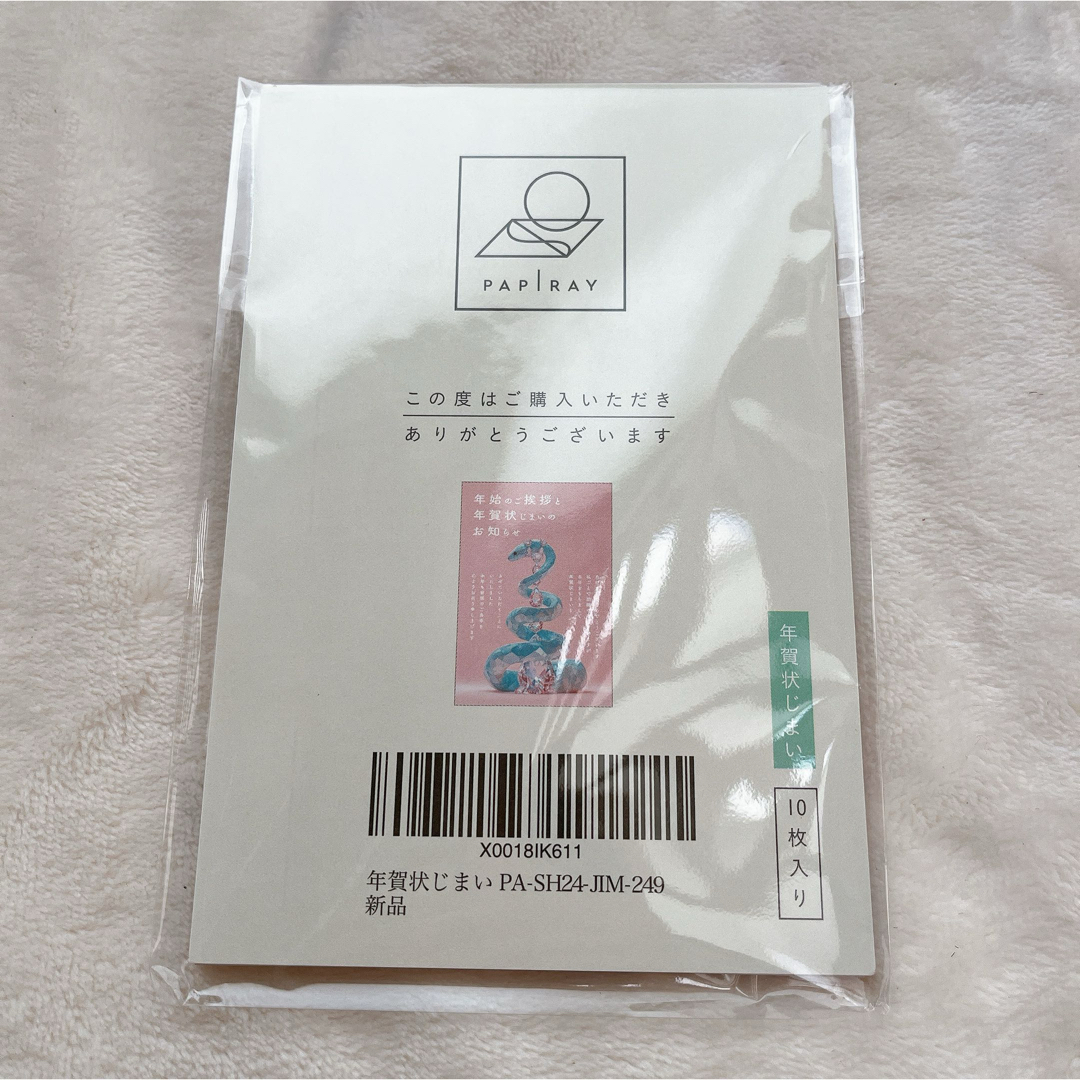 PAPIRAY
この度はご購入いただき
ありがとうございます
年始のご挨拶と
年賀状じまいの
お知らせ
年賀状じまい
10枚入り
X0018IK611
年賀状じまい PA-SH24-JIM-249
新品